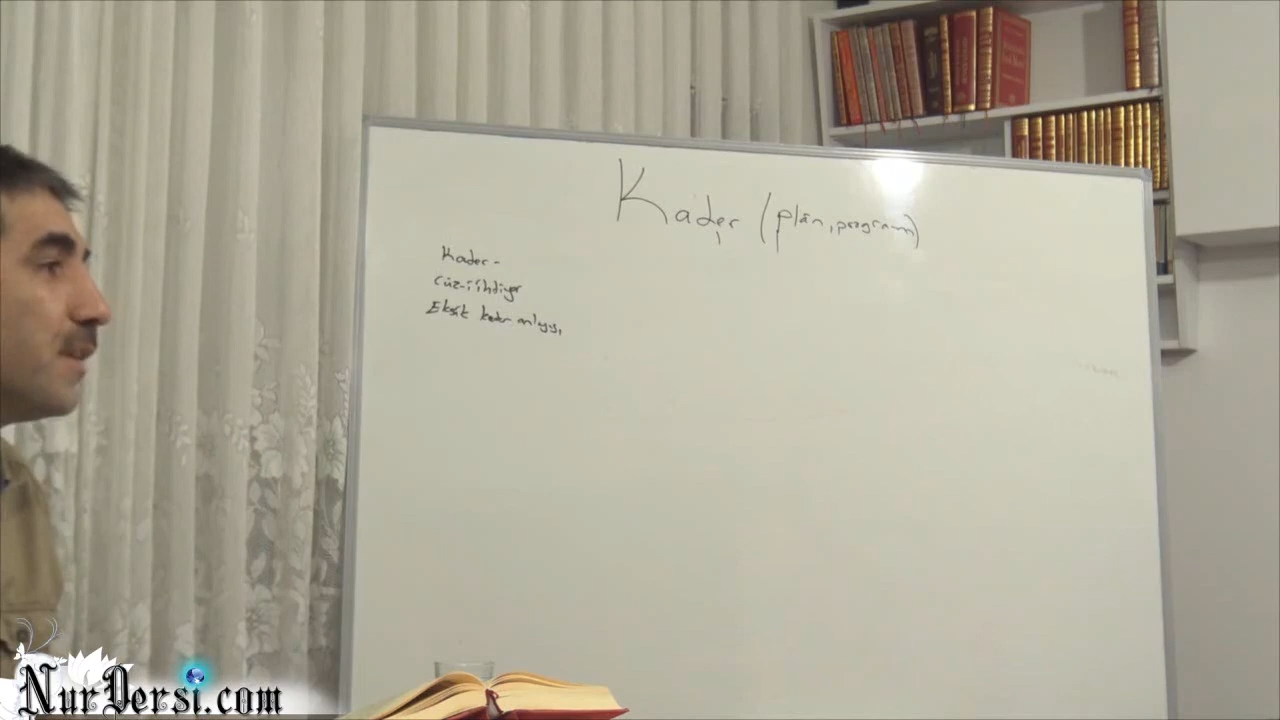 Kader (plân, program)
Kader -
Cüz-i ihtiyar
Eksik kader anlayışı
NurDersi.com